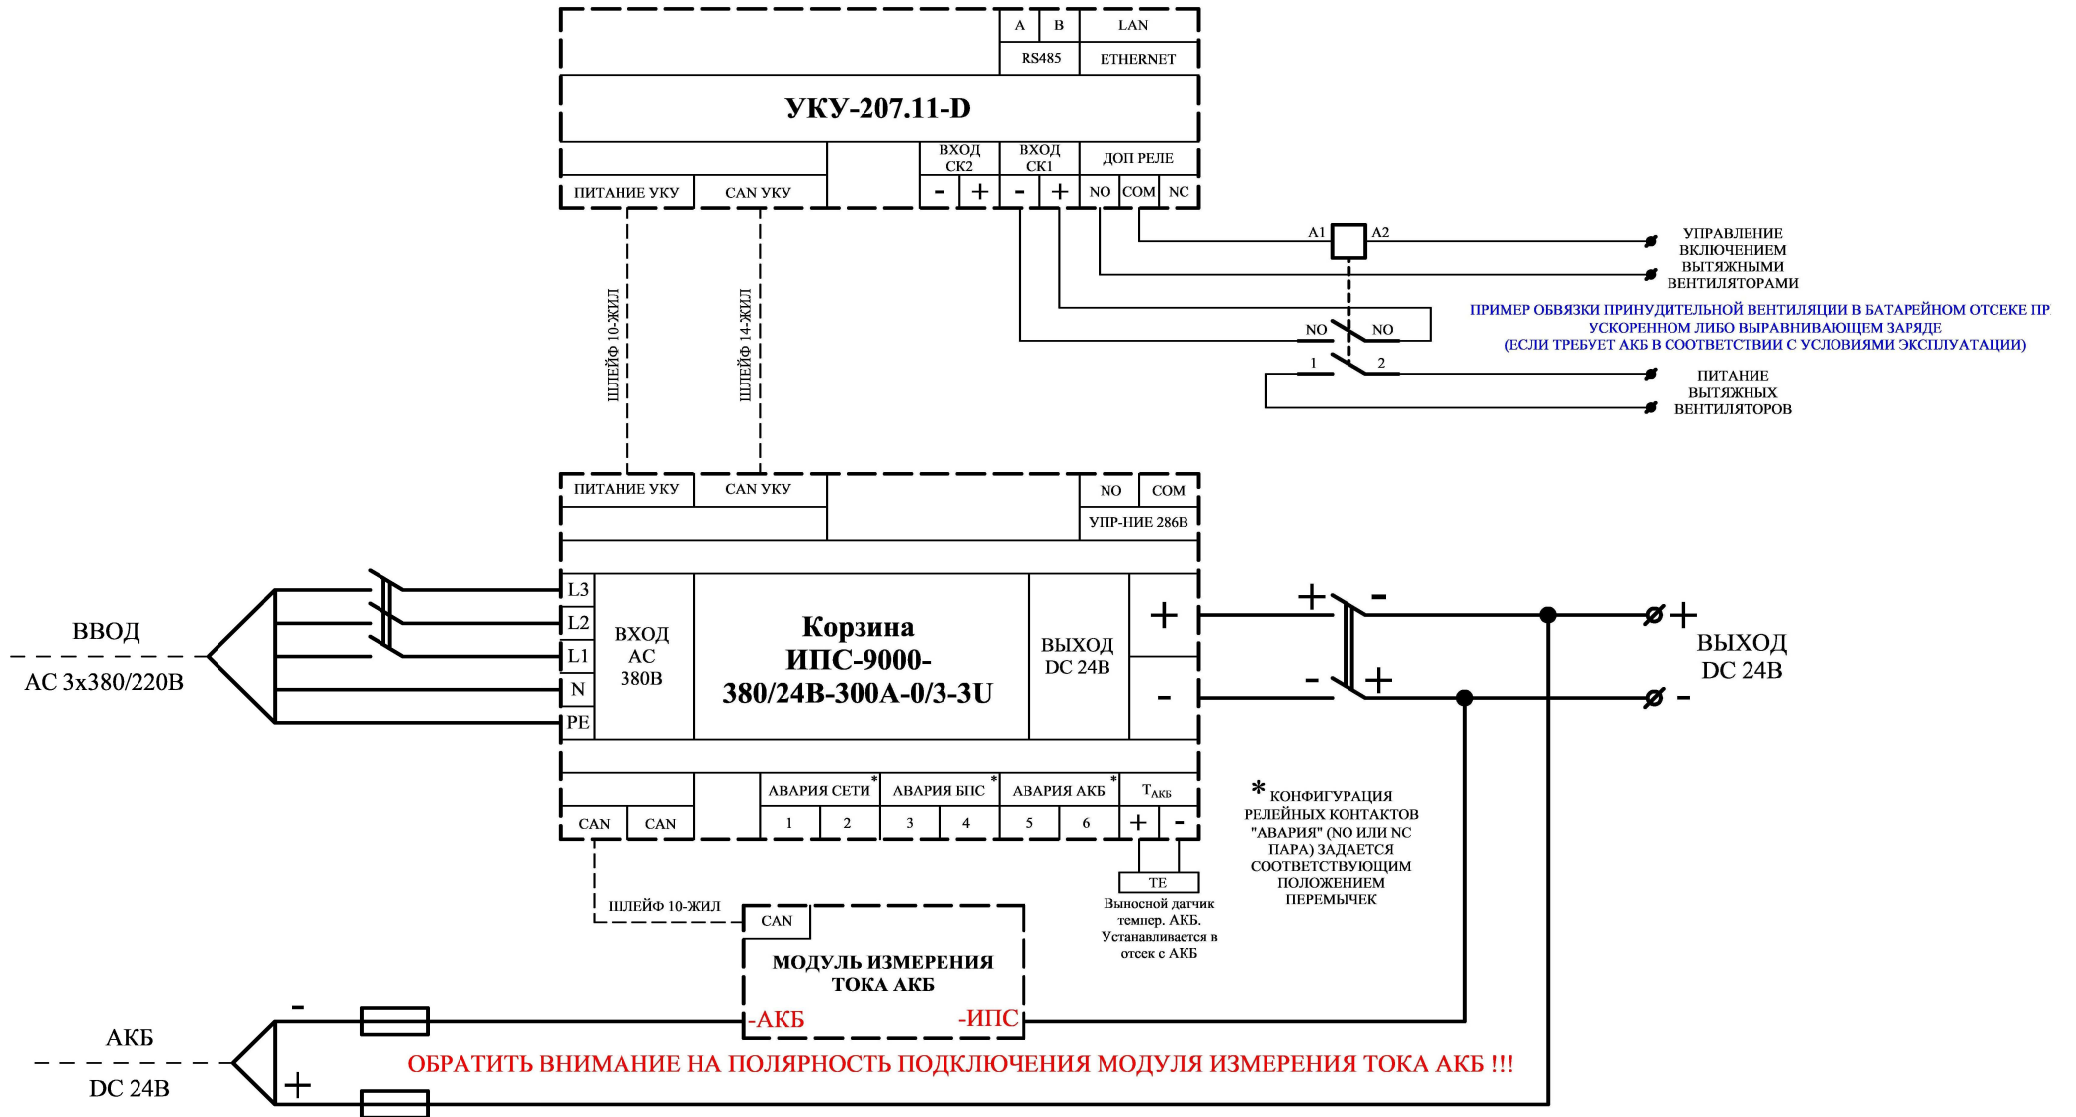 A B LAN
RS485 ETHERNET
УКУ-207.11-D
ВХОД СК2
ВХОД СК1
ДОП РЕЛЕ
ПИТАНИЕ УКУ CAN УКУ - + - + NO COM NC
ШЛЕЙФ 10-ЖИЛ
ШЛЕЙФ 14-ЖИЛ
A1 A2
УПРАВЛЕНИЕ
ВКЛЮЧЕНИЕМ
ВЫТЯЖНЫМИ
ВЕНТИЛЯТОРАМИ
ПРИМЕР ОБВЯЗКИ ПРИНУДИТЕЛЬНОЙ ВЕНТИЛЯЦИИ В БАТАРЕЙНОМ ОТСЕКЕ ПР
УСКОРЕННОМ ЛИБО ВЫРАВНИВАЮЩЕМ ЗАРЯДЕ
(ЕСЛИ ТРЕБУЕТ АКБ В СООТВЕТСТВИИ С УСЛОВИЯМИ ЭКСПЛУАТАЦИИ)
NO NO
1 2
ПИТАНИЕ
ВЫТЯЖНЫХ
ВЕНТИЛЯТОРОВ
ПИТАНИЕ УКУ CAN УКУ NO COM
УПР-НИЕ 286В
ВВОД
AC 3x380/220В
L3
L2
L1
N
PE
ВХОД
AC
380В
Корзина
ИПС-9000-
380/24В-300А-0/3-3U
ВЫХОД
DC 24В
+
-
+ -
- +
+
ВЫХОД
DC 24В
-
АВАРИЯ СЕТИ * АВАРИЯ БПС * АВАРИЯ АКБ * TАКБ
CAN CAN 1 2 3 4 5 6 + -
* КОНФИГУРАЦИЯ
РЕЛЕЙНЫХ КОНТАКТОВ
"АВАРИЯ" (NO ИЛИ NC
ПАРА) ЗАДАЕТСЯ
СООТВЕТСТВУЮЩИМ
ПОЛОЖЕНИЕМ
ПЕРЕМЫЧЕК
TE
Выносной датчик
темпер. АКБ.
Устанавливается в
отсек с АКБ
ШЛЕЙФ 10-ЖИЛ
CAN
МОДУЛЬ ИЗМЕРЕНИЯ
ТОКА АКБ
-АКБ -ИПС
-
АКБ
DC 24В
+
ОБРАТИТЬ ВНИМАНИЕ НА ПОЛЯРНОСТЬ ПОДКЛЮЧЕНИЯ МОДУЛЯ ИЗМЕРЕНИЯ ТОКА АКБ !!!